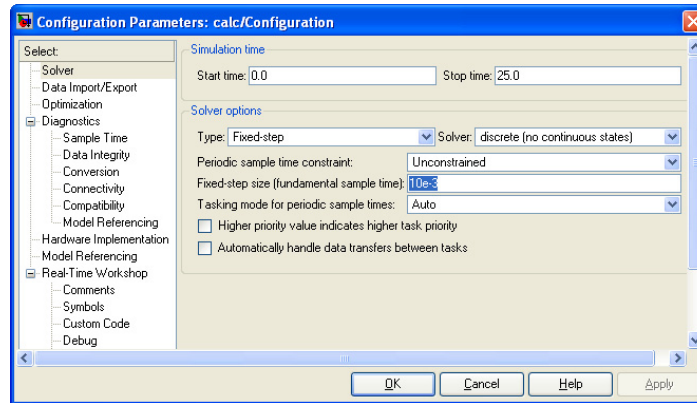 Configuration Parameters: calc/Configuration
Select:
Solver
Data Import/Export
Optimization
Diagnostics
Sample Time
Data Integrity
Conversion
Connectivity
Compatibility
Model Referencing
Hardware Implementation
Model Referencing
Real-Time Workshop
Comments
Symbols
Custom Code
Debug
Simulation time
Start time: 0.0 Stop time: 25.0
Solver options
Type: Fixed-step Solver: discrete (no continuous states)
Periodic sample time constraint: Unconstrained
Fixed-step size (fundamental sample time): 10e-3
Tasking mode for periodic sample times: Auto
Higher priority value indicates higher task priority
Automatically handle data transfers between tasks
OK Cancel Help Apply